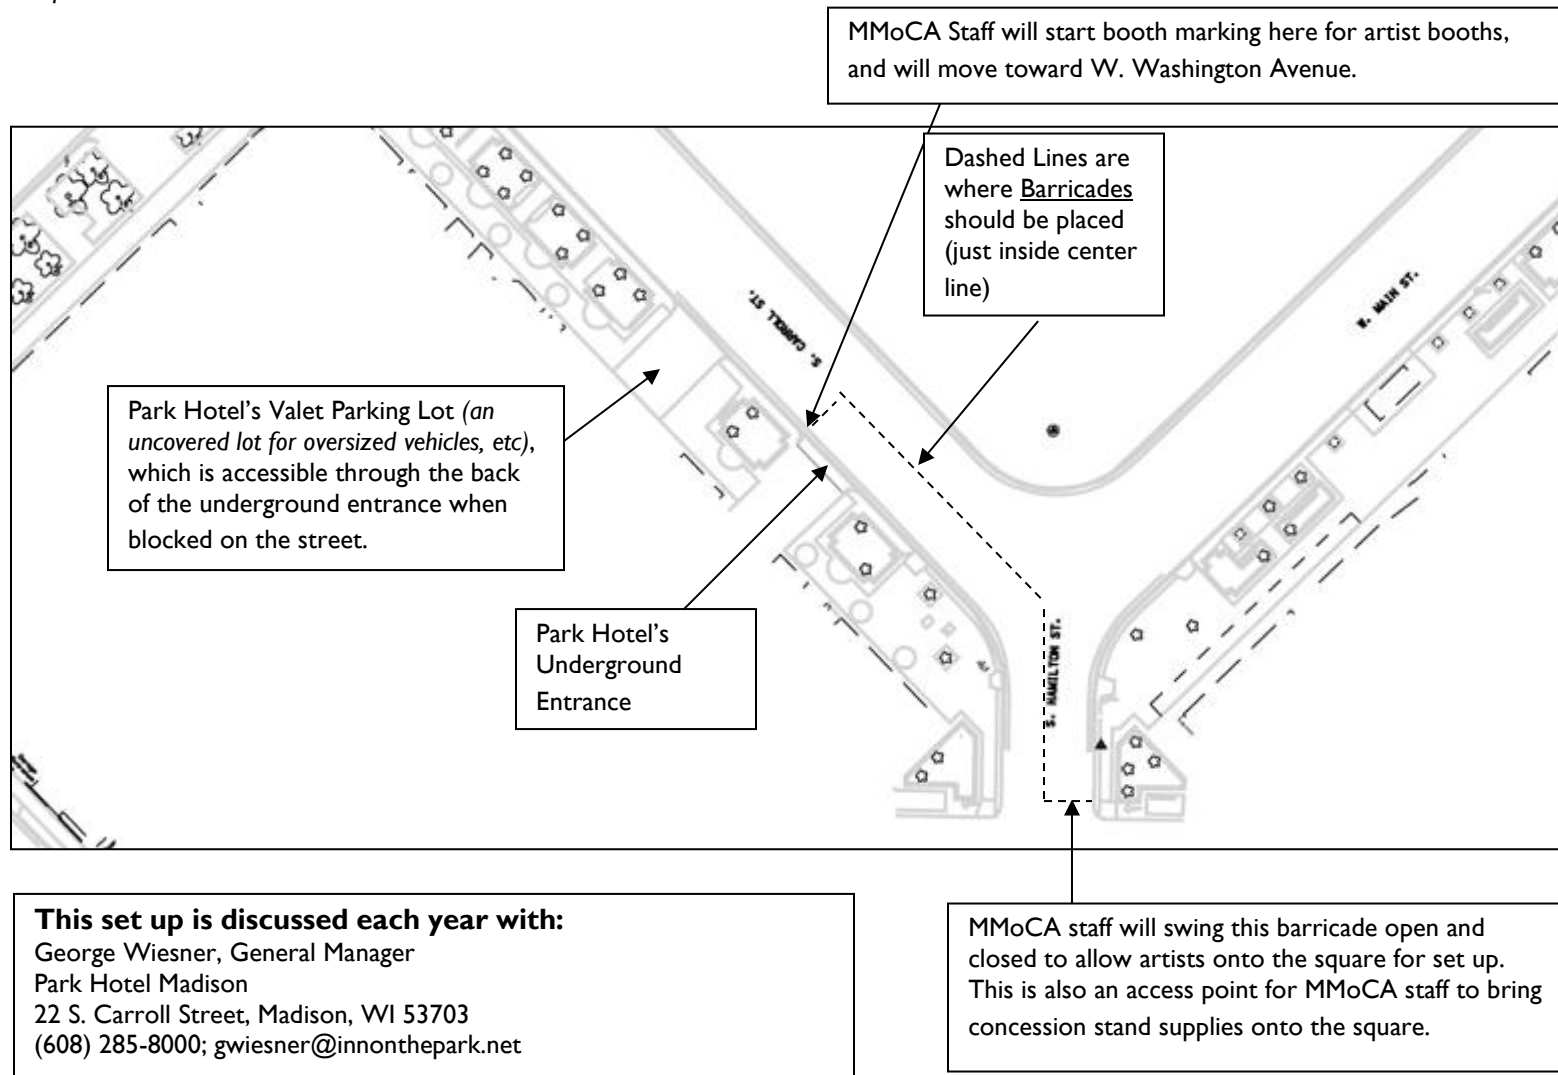 MMoCA Staff will start booth marking here for artist booths,
and will move toward W. Washington Avenue.
Dashed Lines are
where Barricades
should be placed
(just inside center
line)
S. CARROLL ST.
W. MAIN ST.
Park Hotel's Valet Parking Lot (an
uncovered lot for oversized vehicles, etc),
which is accessible through the back
of the underground entrance when
blocked on the street.
Park Hotel's
Underground
Entrance
S. HAMILTON ST.
This set up is discussed each year with:
George Wiesner, General Manager
Park Hotel Madison
22 S. Carroll Street, Madison, WI 53703
(608) 285-8000; gwiesner@innonthepark.net
MMoCA staff will swing this barricade open and
closed to allow artists onto the square for set up.
This is also an access point for MMoCA staff to bring
concession stand supplies onto the square.